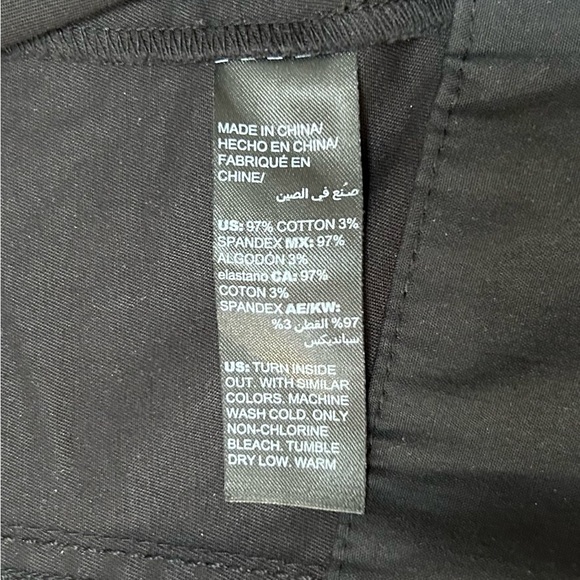 MADE IN CHINA/
HECHO EN CHINA/
FABRIQUÉ EN
CHINE/
صُنع في الصين
US: 97% COTTON 3%
SPANDEX MX: 97%
ALGODÓN 3%
elastano CA: 97%
COTON 3%
SPANDEX AE/KW:
97% القطن 3%
سبانديكس
US: TURN INSIDE
OUT. WITH SIMILAR
COLORS. MACHINE
WASH COLD. ONLY
NON-CHLORINE
BLEACH. TUMBLE
DRY LOW. WARM